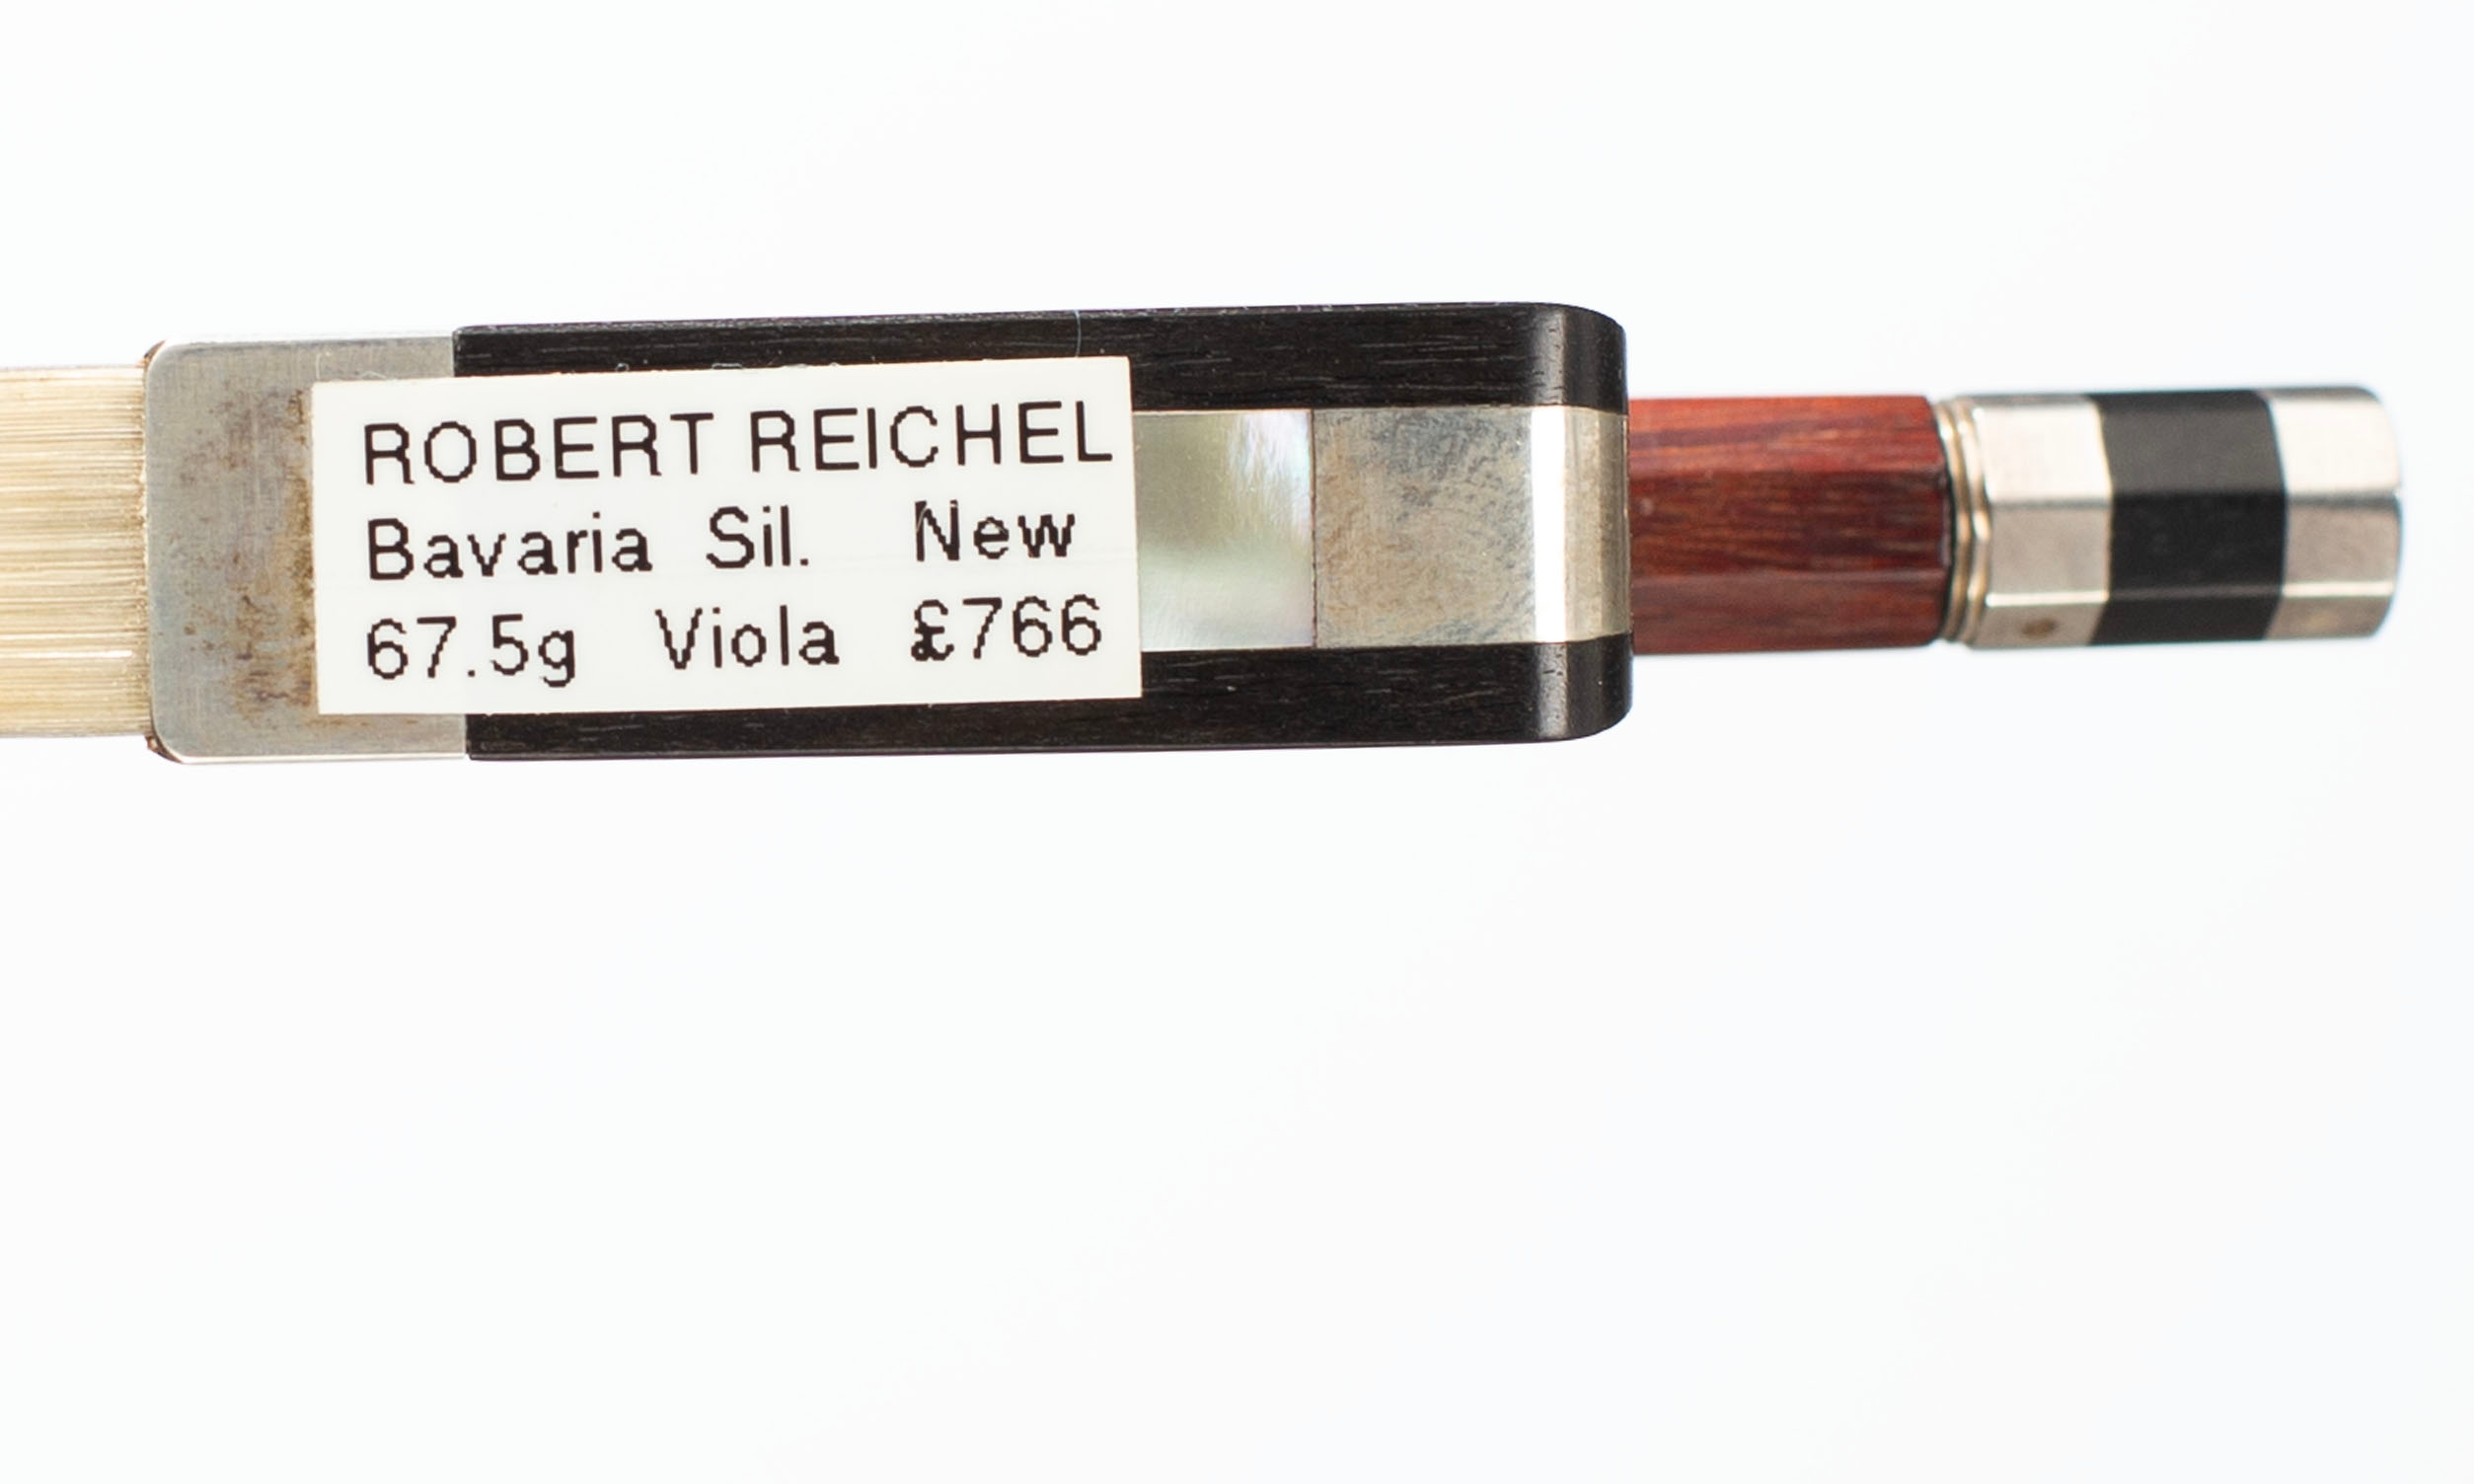 ROBERT REICHEL
Bavaria Sil. New
67.5g Viola £766